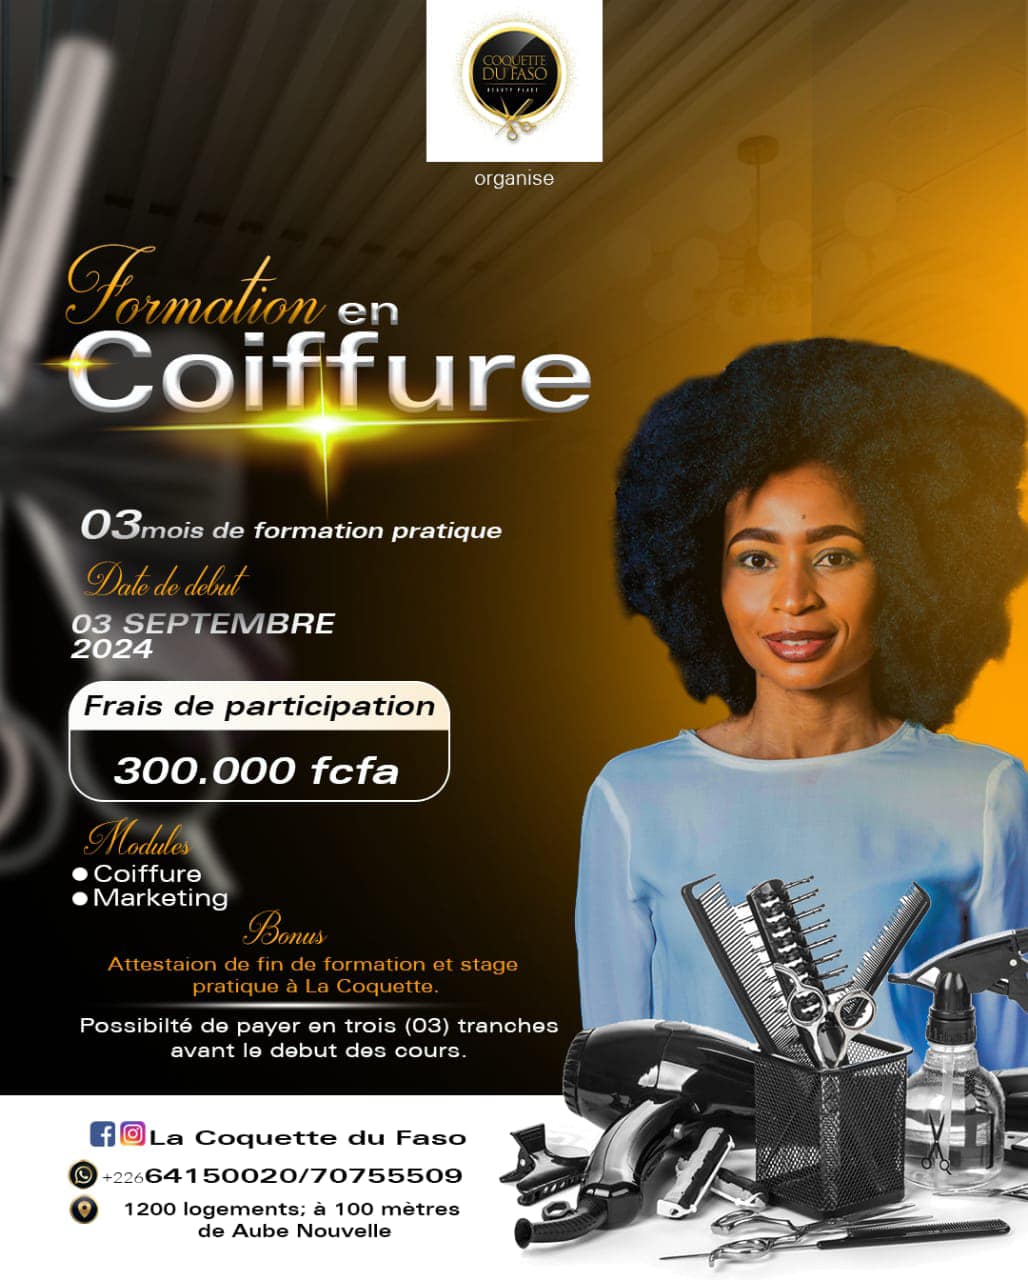 COQUETTE
DU FASO
BEAUTY PLACE
organise
Formation en
Coiffure
03 mois de formation pratique
Date de debut
03 SEPTEMBRE
2024
Frais de participation
300.000 fcfa
Modules
● Coiffure
● Marketing
Bonus
Attestaion de fin de formation et stage
pratique à La Coquette.
Possibilté de payer en trois (03) tranches
avant le debut des cours.
La Coquette du Faso
+22664150020/70755509
1200 logements; à 100 mètres
de Aube Nouvelle